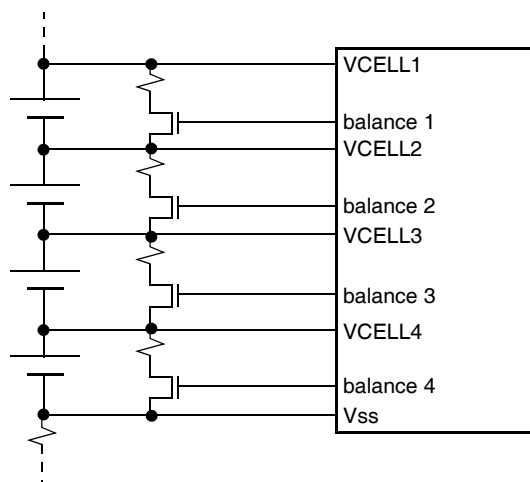 VCELL1
balance 1
VCELL2
balance 2
VCELL3
balance 3
VCELL4
balance 4
Vss